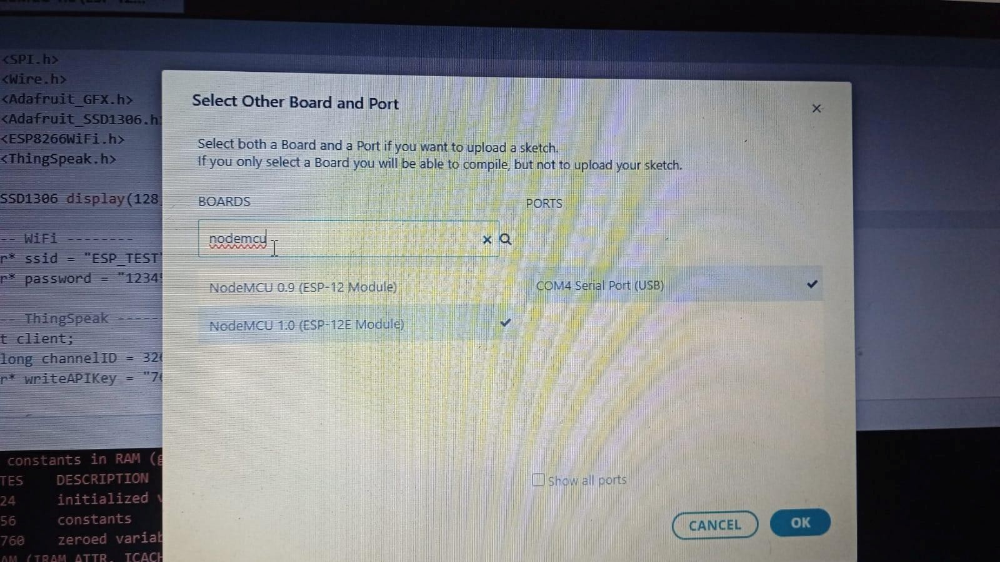 <SPI.h>
<Wire.h>
<Adafruit_GFX.h>
<Adafruit_SSD1306.h
<ESP8266WiFi.h>
<ThingSpeak.h>
SSD1306 display(128
-- WiFi --------
r* ssid = "ESP_TEST"
r* password = "1234
-- ThingSpeak -----
t client;
long channelID = 32
r* writeAPIKey = "7
constants in RAM (g
TES DESCRIPTION
24 initialized v
56 constants
760 zeroed variab
AM (IRAM_ATTR, ICACH
Select Other Board and Port
Select both a Board and a Port if you want to upload a sketch.
If you only select a Board you will be able to compile, but not to upload your sketch.
BOARDS
PORTS
nodemcu
NodeMCU 0.9 (ESP-12 Module)
COM4 Serial Port (USB)
NodeMCU 1.0 (ESP-12E Module)
Show all ports
CANCEL
OK